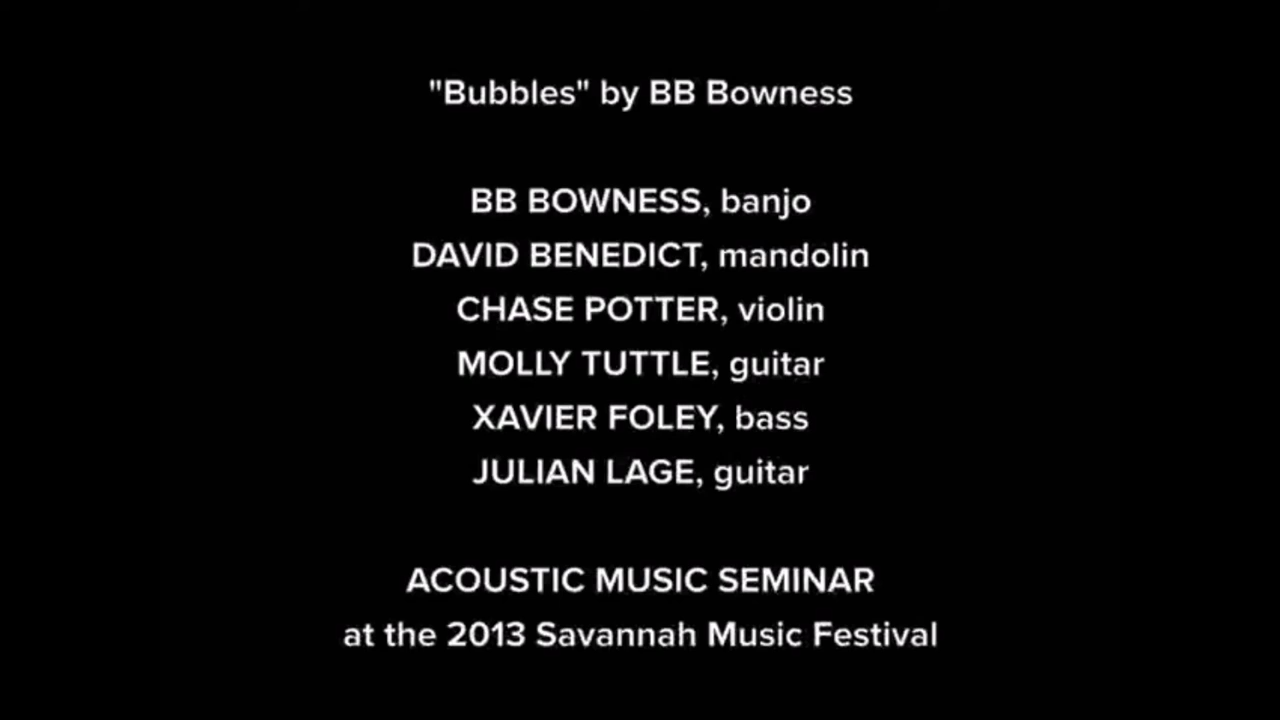 "Bubbles" by BB Bowness
BB BOWNESS, banjo
DAVID BENEDICT, mandolin
CHASE POTTER, violin
MOLLY TUTTLE, guitar
XAVIER FOLEY, bass
JULIAN LAGE, guitar
ACOUSTIC MUSIC SEMINAR
at the 2013 Savannah Music Festival